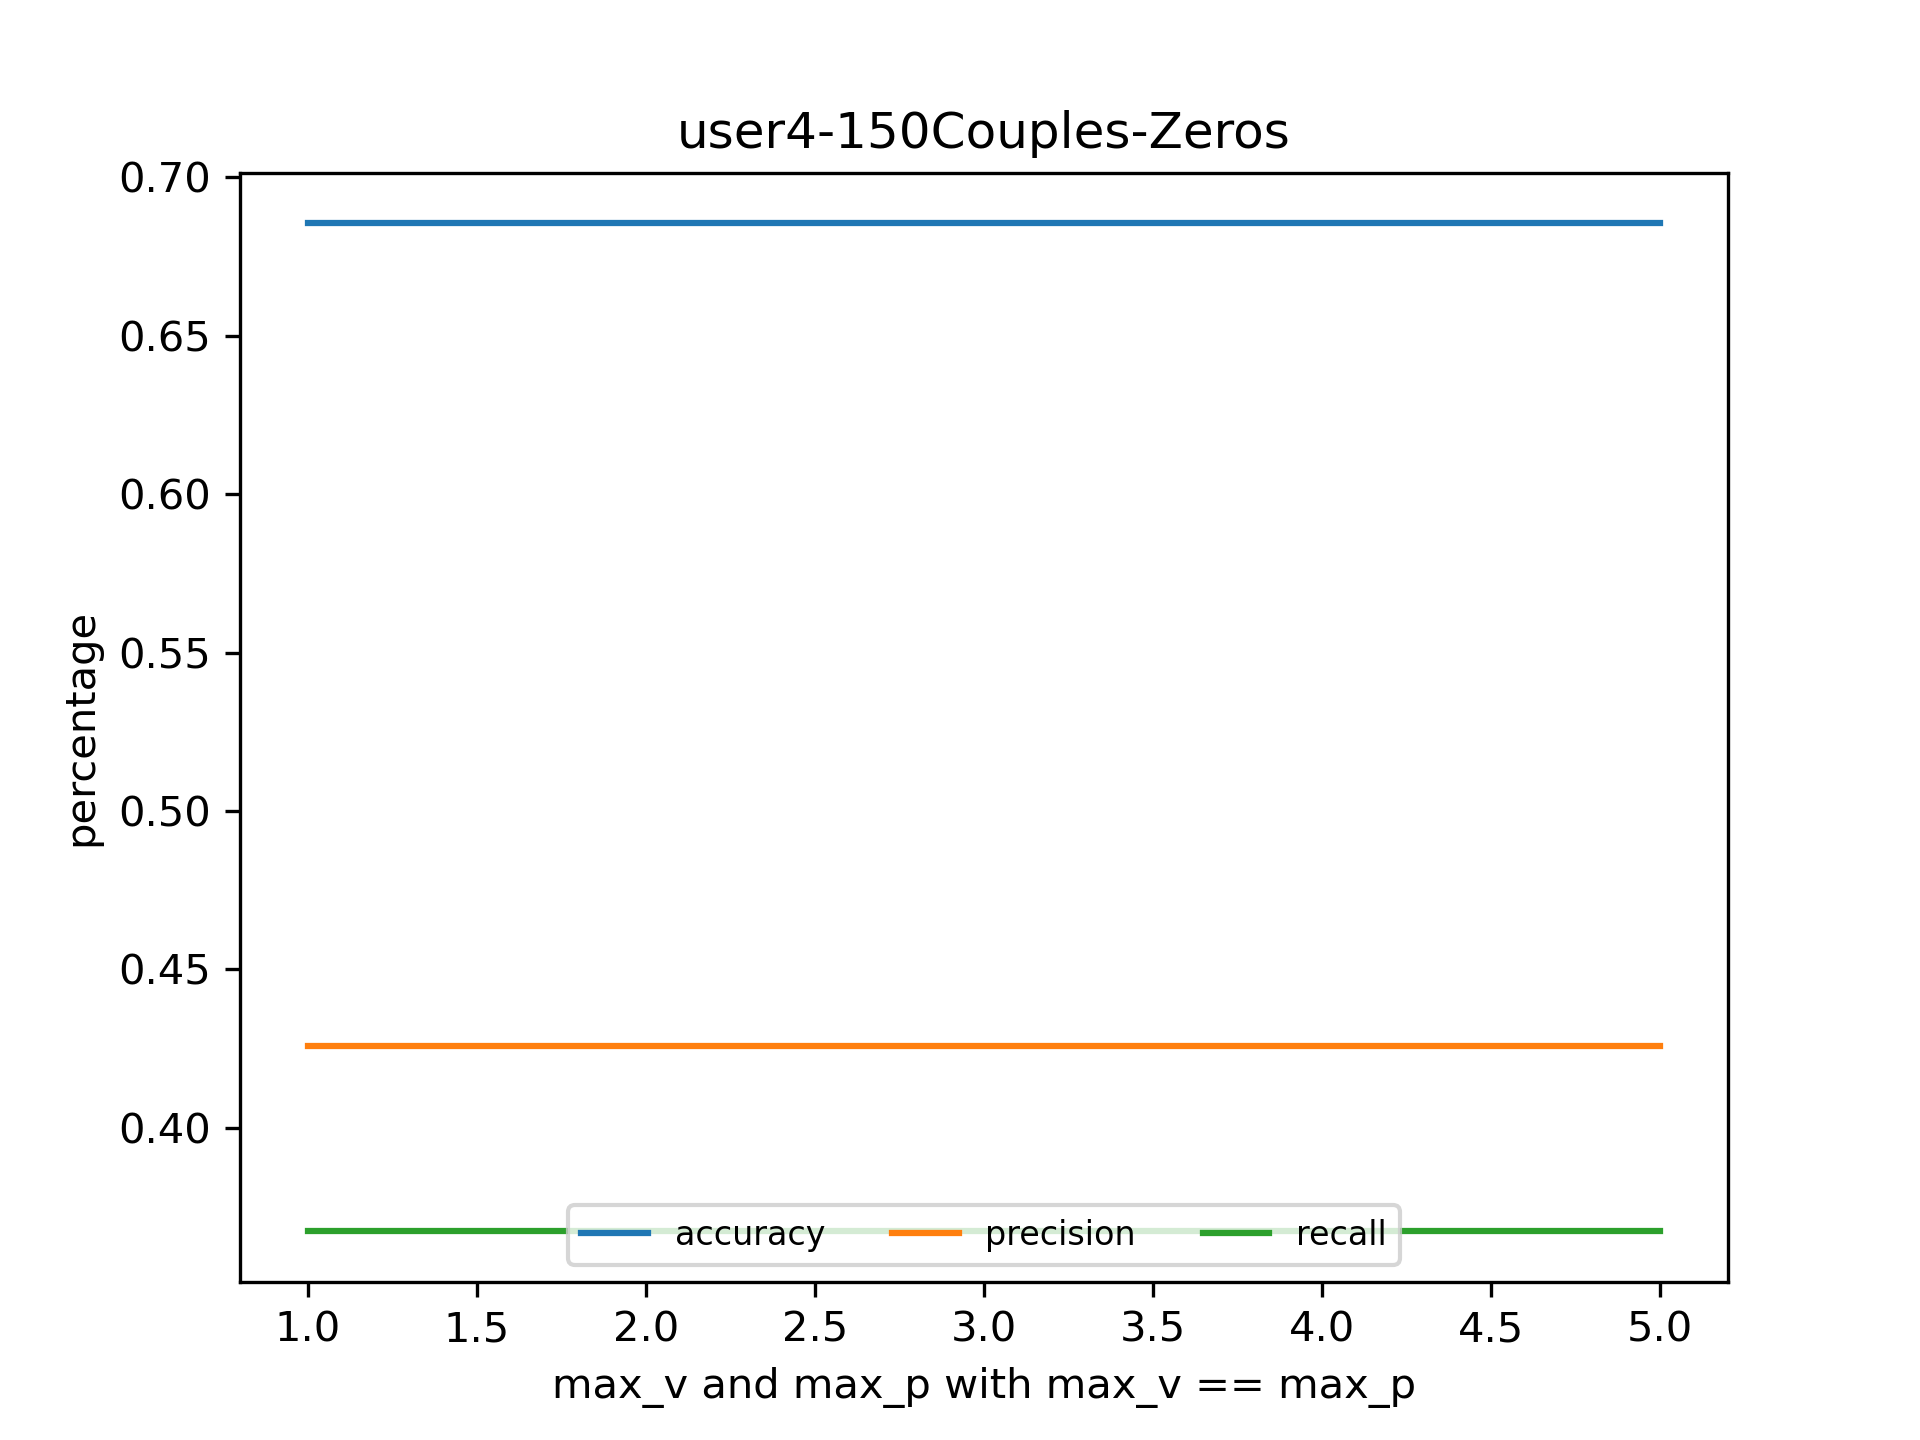 user4-150Couples-Zeros
0.70
0.65
0.60
0.55
0.50
0.45
0.40
percentage
accuracy precision recall
1.0 1.5 2.0 2.5 3.0 3.5 4.0 4.5 5.0
max_v and max_p with max_v == max_p